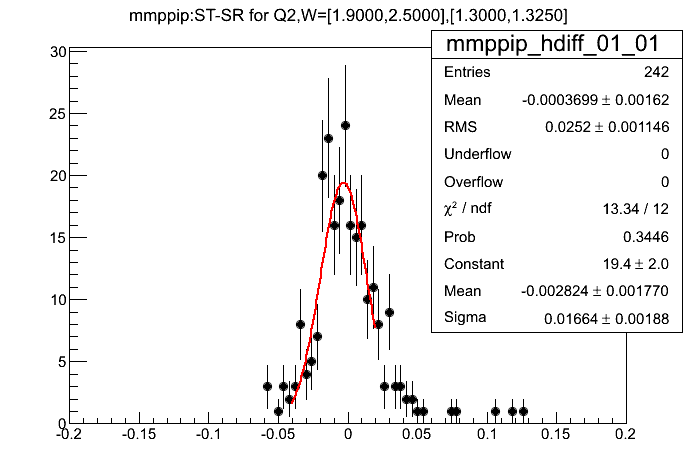 mmppip:ST-SR for Q2,W=[1.9000,2.5000],[1.3000,1.3250]
mmppip_hdiff_01_01
Entries 242
Mean -0.0003699 ± 0.00162
RMS 0.0252 ± 0.001146
Underflow 0
Overflow 0
χ² / ndf 13.34 / 12
Prob 0.3446
Constant 19.4 ± 2.0
Mean -0.002824 ± 0.001770
Sigma 0.01664 ± 0.00188
30
25
20
15
10
5
0
-0.2 -0.15 -0.1 -0.05 0 0.05 0.1 0.15 0.2